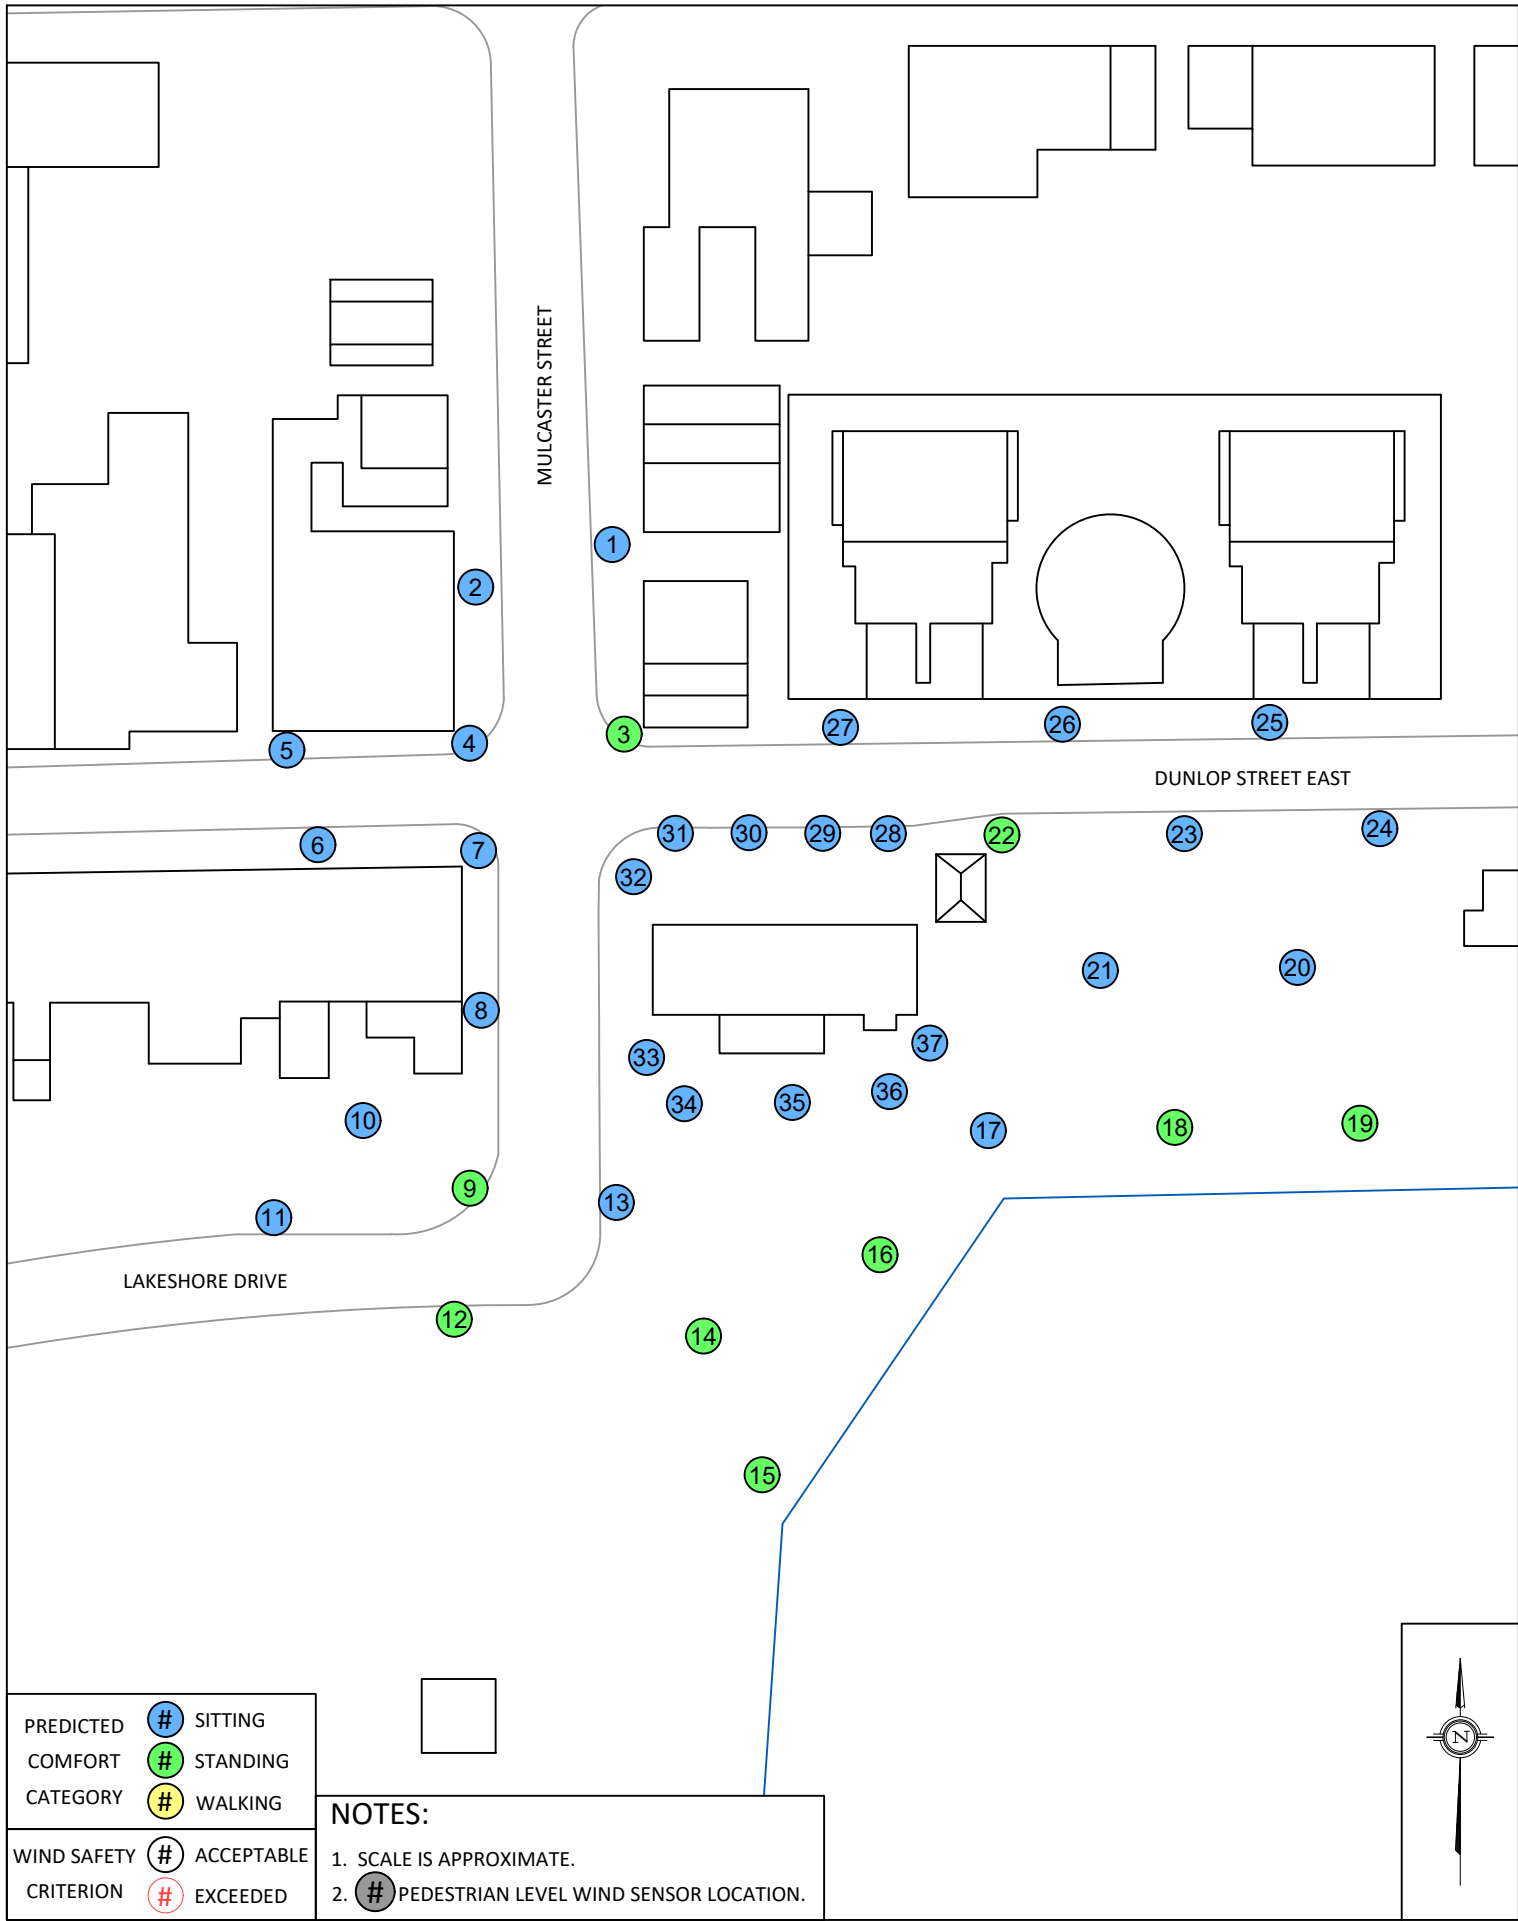 MULCASTER STREET
1
2
3
27
26
25
5
4
DUNLOP STREET EAST
6
7
31
30
29
28
22
23
24
32
21
20
8
33
37
34
35
36
10
17
18
19
9
11
13
16
LAKESHORE DRIVE
12
14
15
PREDICTED
COMFORT
CATEGORY
# SITTING
# STANDING
# WALKING
WIND SAFETY
CRITERION
# ACCEPTABLE
# EXCEEDED
NOTES:
1. SCALE IS APPROXIMATE.
2. # PEDESTRIAN LEVEL WIND SENSOR LOCATION.
N